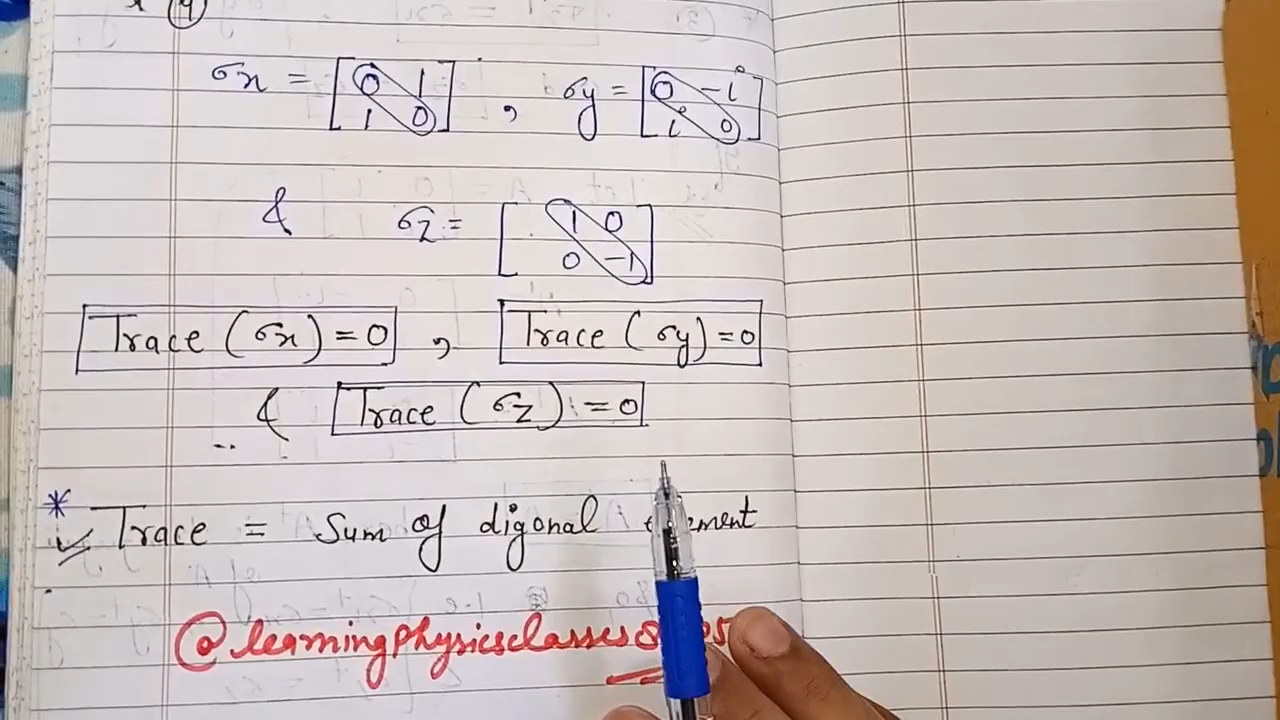 (4)
σx = [0 1
1 0] , σy = [0 -i
i 0]
& σz = [1 0
0 -1]
Trace (σx) = 0 , Trace (σy) = 0
& Trace (σz) = 0
* Trace = Sum of digonal
@learningphysicsclasses